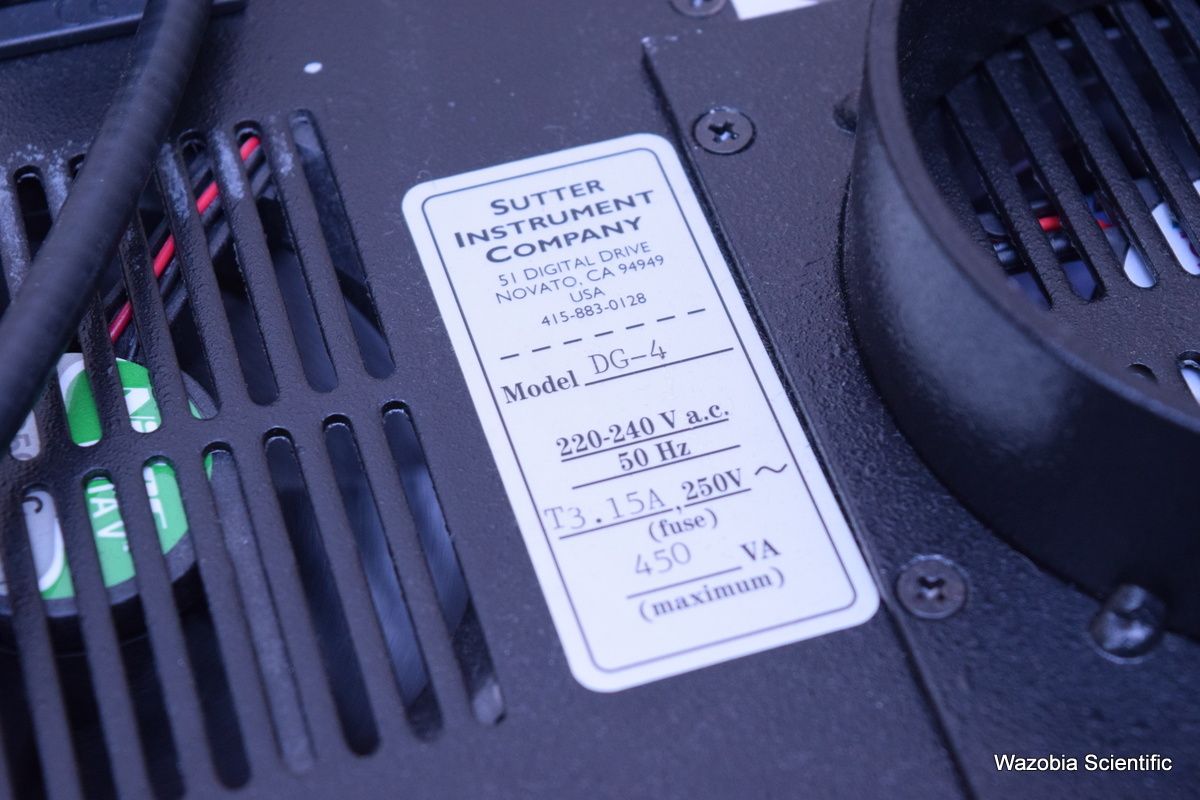 SUTTER
INSTRUMENT
COMPANY
51 DIGITAL DRIVE
NOVATO, CA 94949
USA
415-883-0128
Model DG-4
220-240 V a.c.
50 Hz
T3.15A, 250V ~
(fuse)
450 VA
(maximum)
Wazobia Scientific